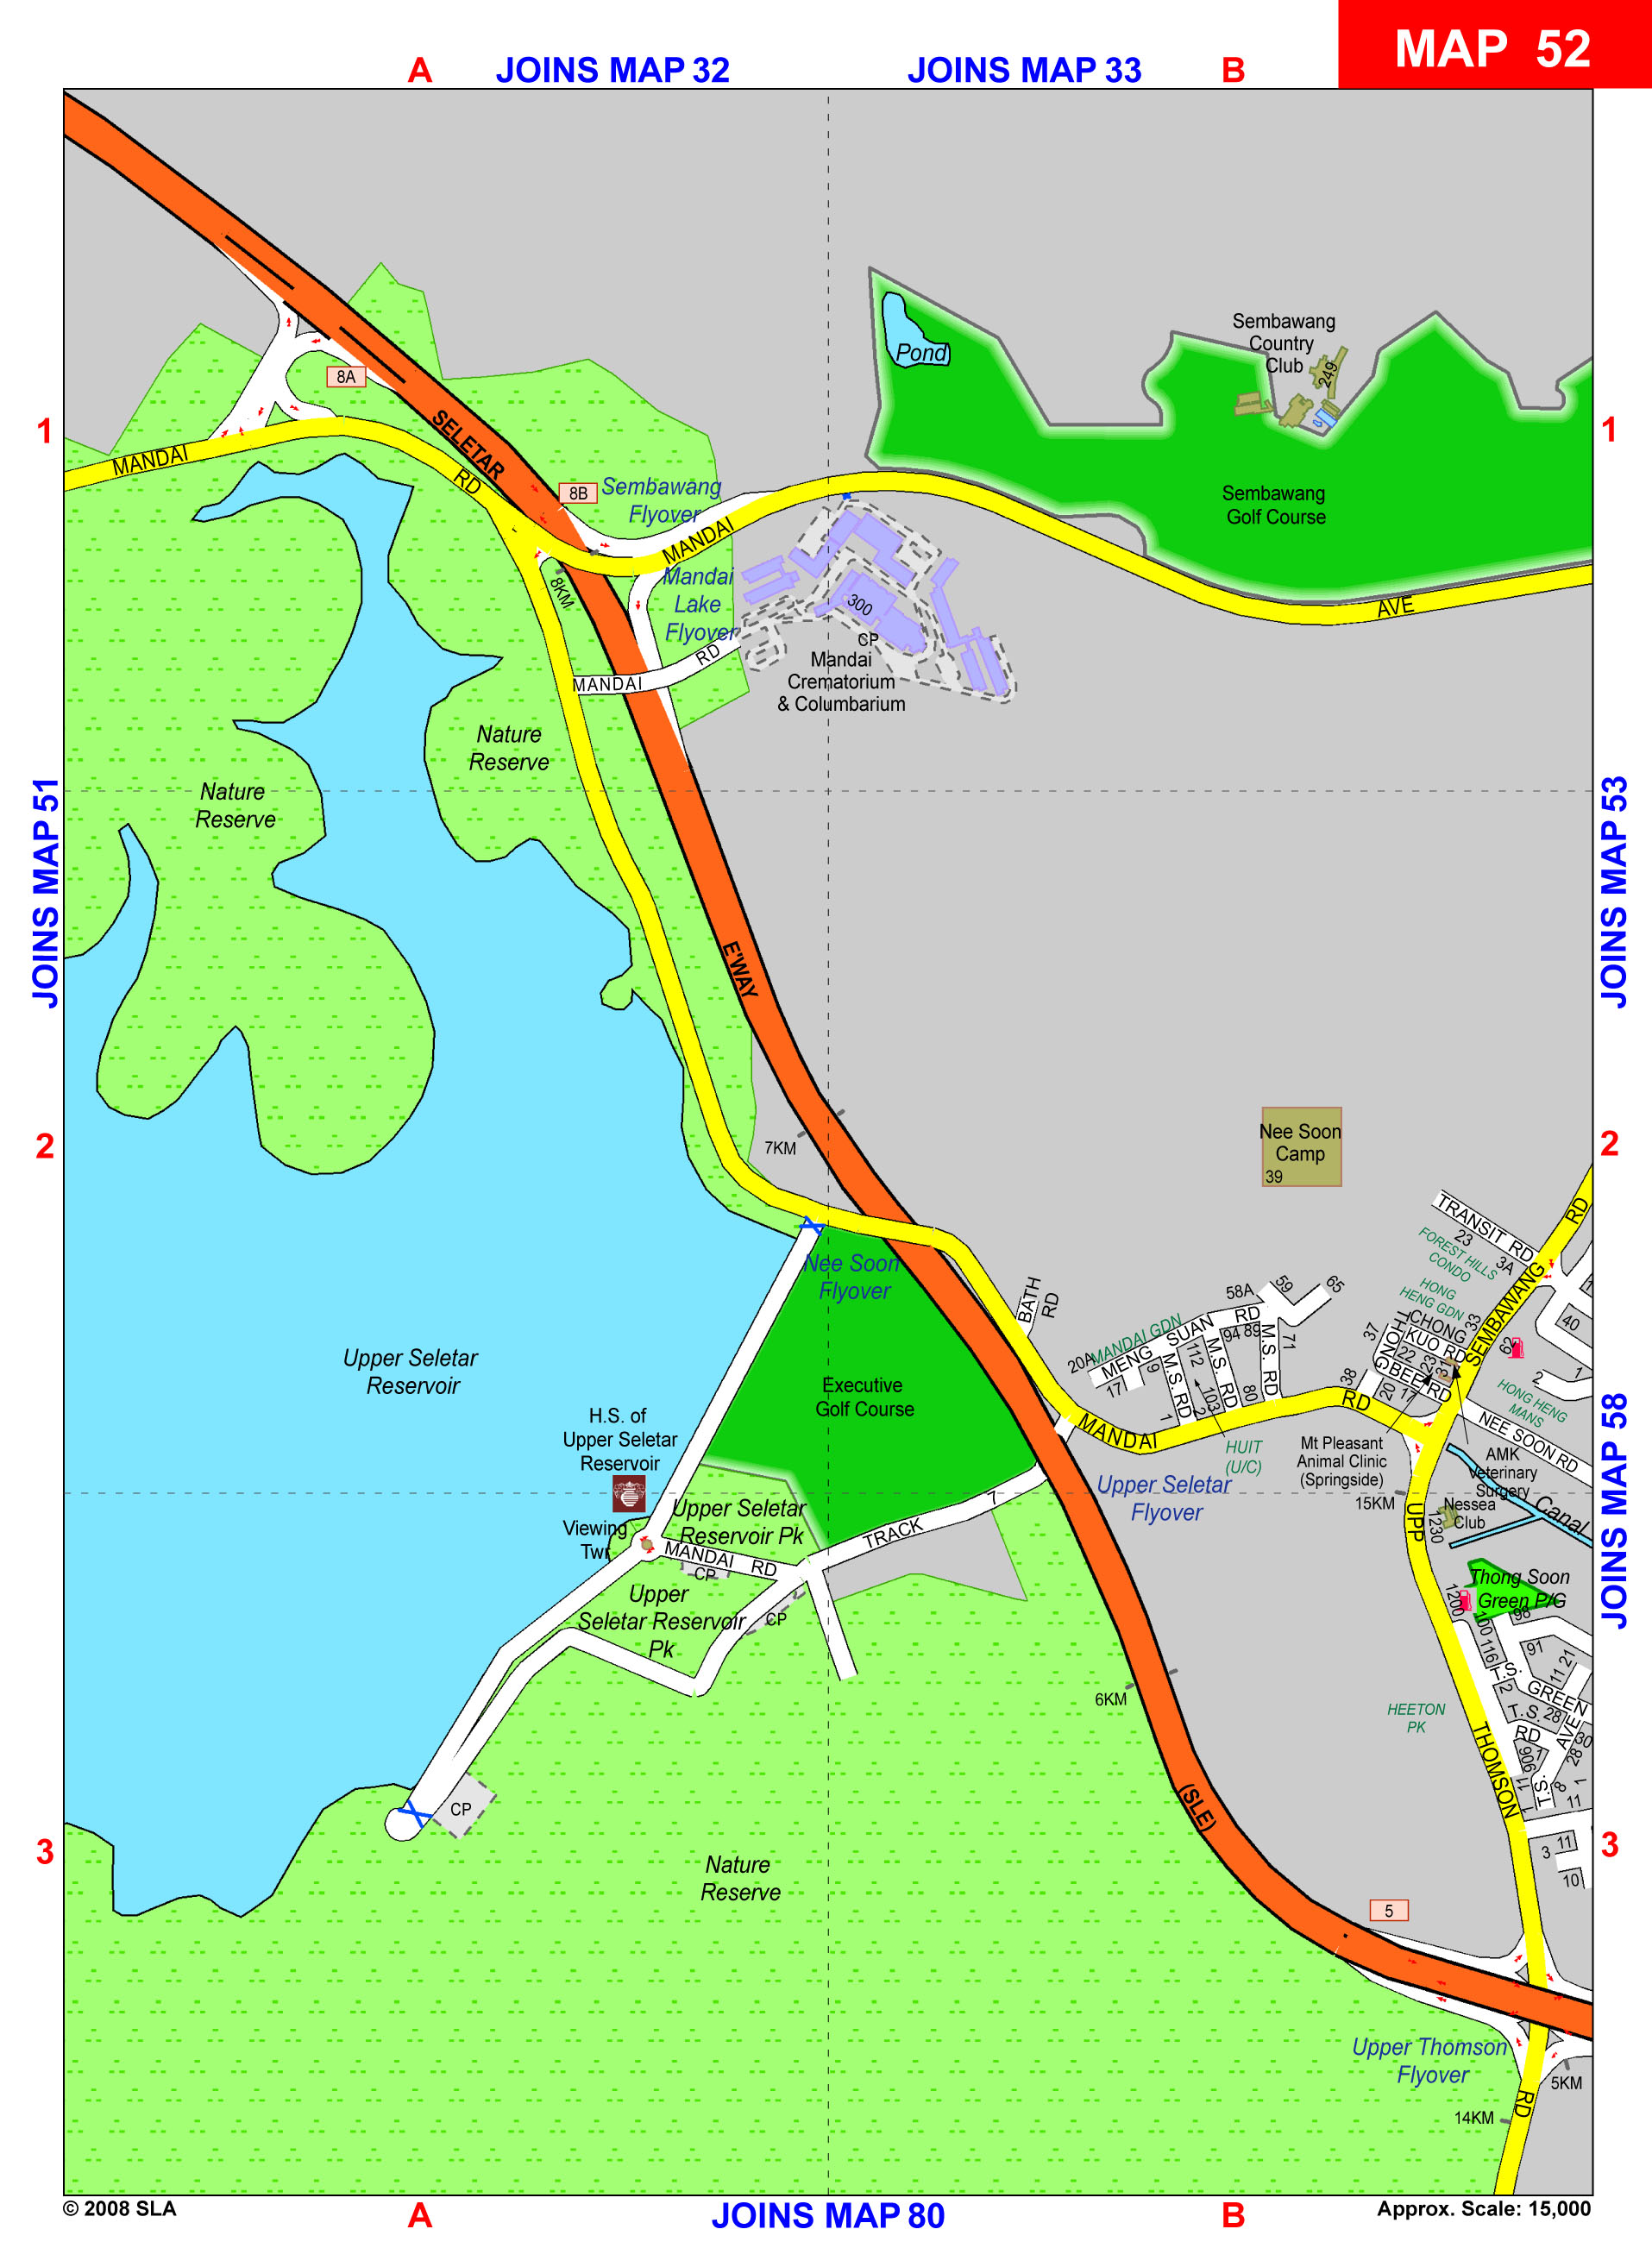 MAP 52
A
JOINS MAP 32
JOINS MAP 33
B
Sembawang
Country
Club
249
Pond
8A
1
1
SELETAR
MANDAI
RD
8B
Sembawang
Flyover
MANDAI
Sembawang
Golf Course
Mandai
Lake
Flyover
8KM
300
AVE
CP
MANDAI
RD
Mandai
Crematorium
& Columbarium
Nature
Reserve
Nature
Reserve
JOINS MAP 51
JOINS MAP 53
E'WAY
2
2
7KM
Nee Soon
Camp
39
RD
TRANSIT RD
23
3A
FOREST HILLS
CONDO
Nee Soon
Flyover
HONG
HENG GDN
BATH
RD
58A
59
65
SEMBAWANG
MANDAI GDN
MENG
SUAN
RD
94
89
71
37
CHONG
KUO RD
33
40
62
20A
17
19
112
M.S. RD
M.S. RD
M.S. RD
103
80
1
2
THONG
BEE RD
22
23
38
20
17
1
2
HONG HENG
MANS
Upper Seletar
Reservoir
Executive
Golf Course
MANDAI
RD
NEE SOON RD
H.S. of
Upper Seletar
Reservoir
HUIT
(U/C)
Mt Pleasant
Animal Clinic
(Springside)
AMK
Veterinary
Surgery
Upper Seletar
Flyover
15KM
Nessea
Club
Canal
JOINS MAP 58
Upper Seletar
Reservoir Pk
7
TRACK
UPP
1230
Viewing
Twr
MANDAI RD
CP
Upper
Seletar Reservoir
Pk
CP
Thong Soon
Green P/G
1200
100
98
116
91
21
11
T.S.
GREEN
2
T.S.
RD
28
AVE
30
28
6KM
HEETON
PK
THOMSON
906
1
11
T.S.
8
1
11
1
(SLE)
CP
3
3
3
11
10
Nature
Reserve
5
Upper Thomson
Flyover
5KM
RD
14KM
© 2008 SLA
A
JOINS MAP 80
B
Approx. Scale: 15,000